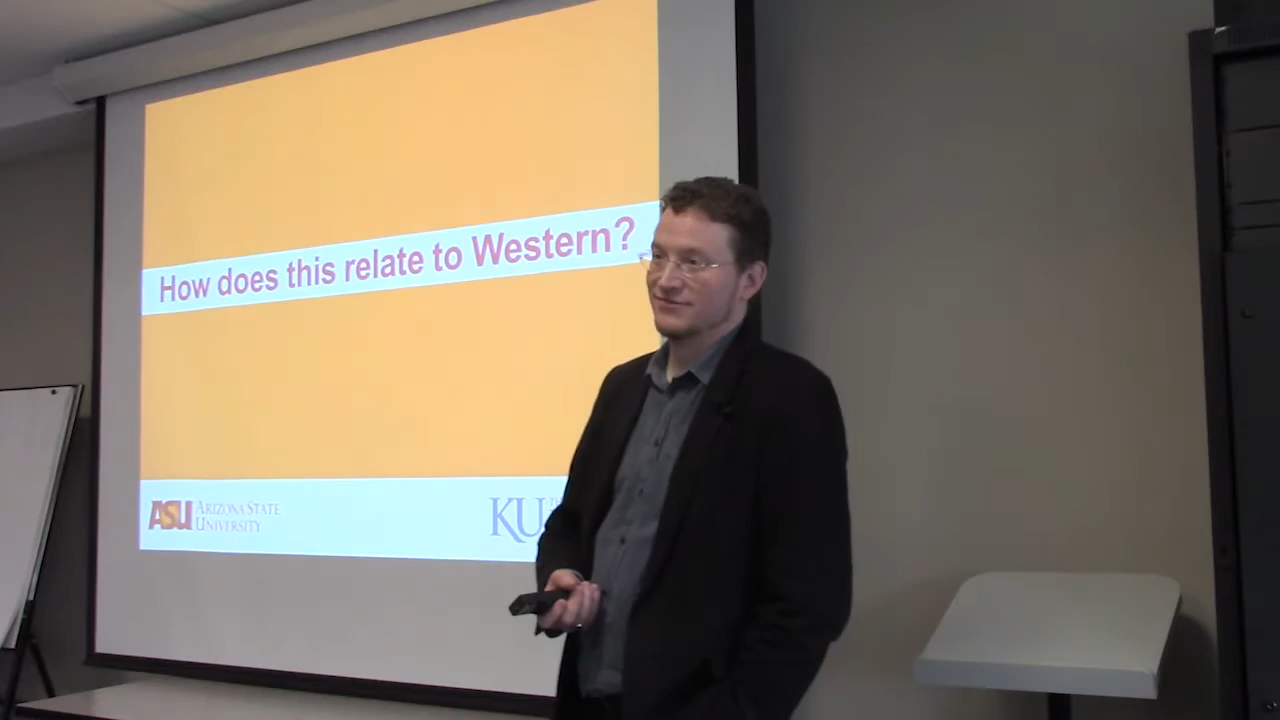 How does this relate to Western?
ASU ARIZONA STATE
UNIVERSITY
KU